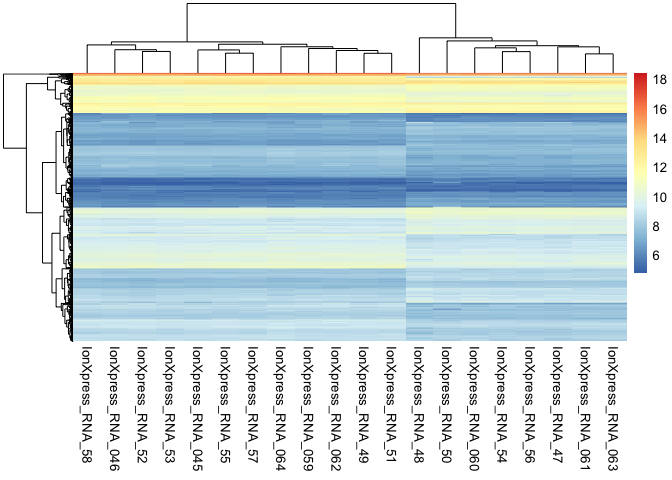 18
16
14
12
10
8
6
IonXpress_RNA_58
IonXpress_RNA_046
IonXpress_RNA_52
IonXpress_RNA_53
IonXpress_RNA_045
IonXpress_RNA_55
IonXpress_RNA_57
IonXpress_RNA_064
IonXpress_RNA_059
IonXpress_RNA_062
IonXpress_RNA_49
IonXpress_RNA_51
IonXpress_RNA_48
IonXpress_RNA_50
IonXpress_RNA_060
IonXpress_RNA_54
IonXpress_RNA_56
IonXpress_RNA_47
IonXpress_RNA_061
IonXpress_RNA_063